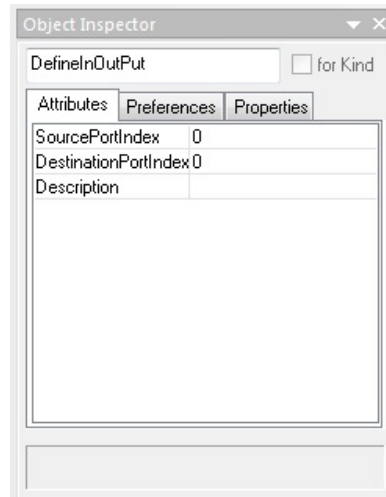 Object Inspector
DefineInOutPut for Kind
Attributes Preferences Properties
SourcePortIndex 0
DestinationPortIndex 0
Description